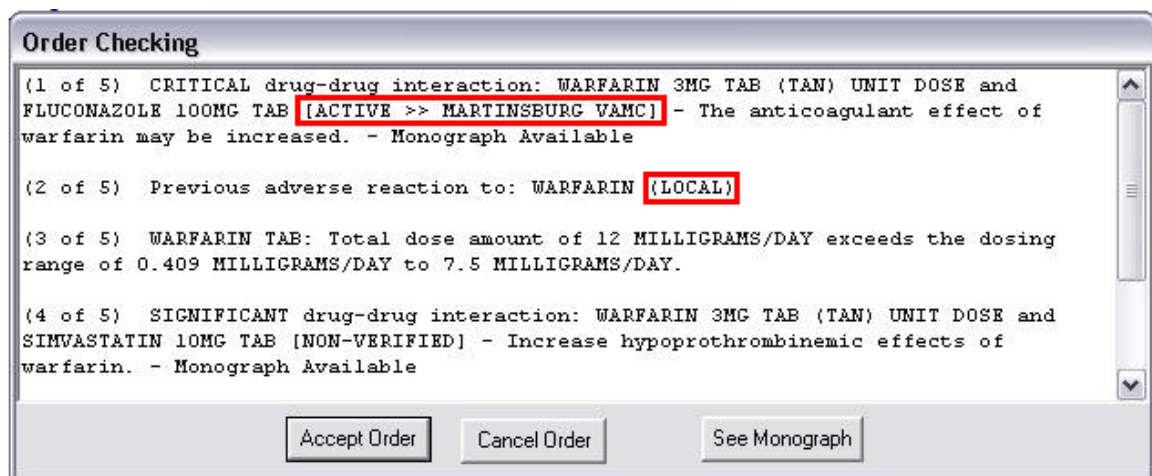 Order Checking
(1 of 5)  CRITICAL drug-drug interaction: WARFARIN 3MG TAB (TAN) UNIT DOSE and
FLUCONAZOLE 100MG TAB [ACTIVE >> MARTINSBURG VAMC] - The anticoagulant effect of
warfarin may be increased. - Monograph Available
(2 of 5)  Previous adverse reaction to: WARFARIN (LOCAL)
(3 of 5)  WARFARIN TAB: Total dose amount of 12 MILLIGRAMS/DAY exceeds the dosing
range of 0.409 MILLIGRAMS/DAY to 7.5 MILLIGRAMS/DAY.
(4 of 5)  SIGNIFICANT drug-drug interaction: WARFARIN 3MG TAB (TAN) UNIT DOSE and
SIMVASTATIN 10MG TAB [NON-VERIFIED] - Increase hypoprothrombinemic effects of
warfarin. - Monograph Available
Accept Order Cancel Order See Monograph